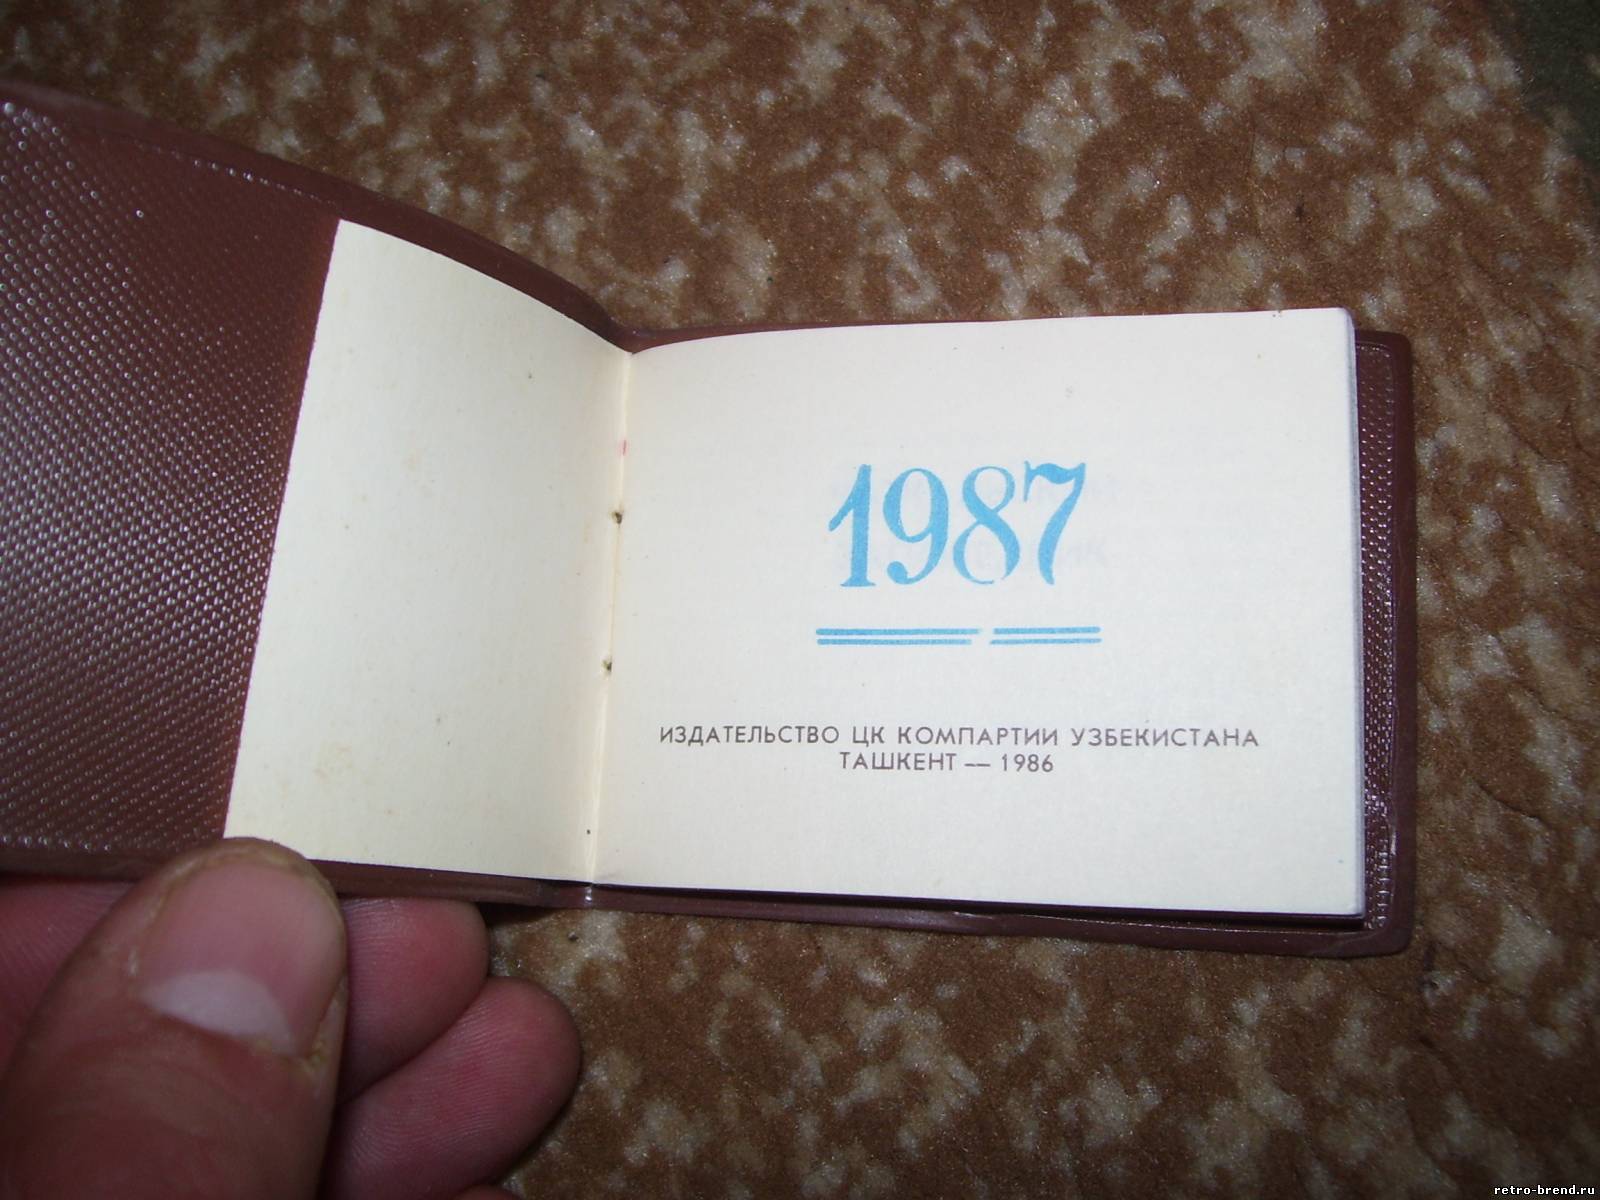 1987
ИЗДАТЕЛЬСТВО ЦК КОМПАРТИИ УЗБЕКИСТАНА
ТАШКЕНТ — 1986
retro-brend.ru